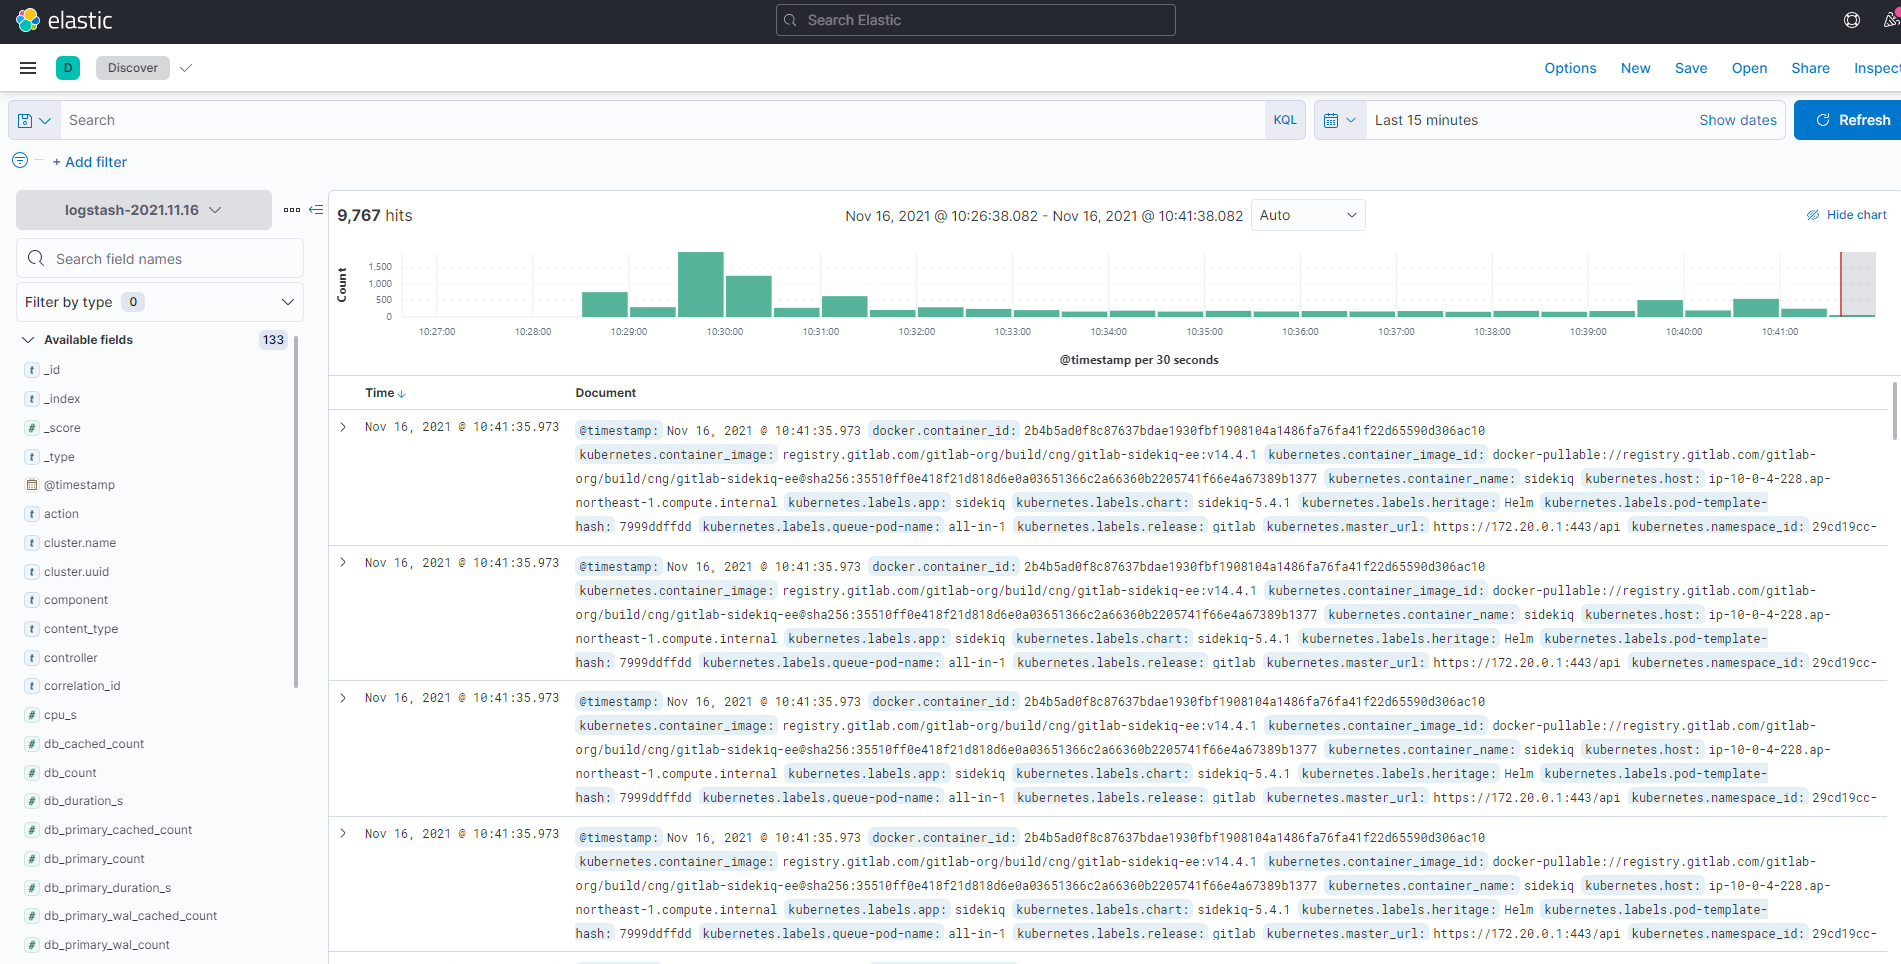 elastic
Search Elastic
D
Discover
Options New Save Open Share Inspect
Search
KQL
Last 15 minutes
Show dates
Refresh
+ Add filter
logstash-2021.11.16
Search field names
Filter by type 0
Available fields 133
t _id
t _index
# _score
t _type
@timestamp
t action
t cluster.name
t cluster.uuid
t component
t content_type
t controller
t correlation_id
# cpu_s
# db_cached_count
# db_count
# db_duration_s
# db_primary_cached_count
# db_primary_count
# db_primary_duration_s
# db_primary_wal_cached_count
# db_primary_wal_count
9,767 hits
Nov 16, 2021 @ 10:26:38.082 - Nov 16, 2021 @ 10:41:38.082
Auto
Hide chart
Count
1,500
1,000
500
0
10:27:00 10:28:00 10:29:00 10:30:00 10:31:00 10:32:00 10:33:00 10:34:00 10:35:00 10:36:00 10:37:00 10:38:00 10:39:00 10:40:00 10:41:00
@timestamp per 30 seconds
Time Document
Nov 16, 2021 @ 10:41:35.973
@timestamp: Nov 16, 2021 @ 10:41:35.973 docker.container_id: 2b4b5ad0f8c87637bdae1930fbf1908104a1486fa76fa41f22d65590d306ac10
kubernetes.container_image: registry.gitlab.com/gitlab-org/build/cng/gitlab-sidekiq-ee:v14.4.1 kubernetes.container_image_id: docker-pullable://registry.gitlab.com/gitlab-
org/build/cng/gitlab-sidekiq-ee@sha256:35510ff0e418f21d818d6e0a03651366c2a66360b2205741f66e4a67389b1377 kubernetes.container_name: sidekiq kubernetes.host: ip-10-0-4-228.ap-
northeast-1.compute.internal kubernetes.labels.app: sidekiq kubernetes.labels.chart: sidekiq-5.4.1 kubernetes.labels.heritage: Helm kubernetes.labels.pod-template-
hash: 7999ddffdd kubernetes.labels.queue-pod-name: all-in-1 kubernetes.labels.release: gitlab kubernetes.master_url: https://172.20.0.1:443/api kubernetes.namespace_id: 29cd19cc-
Nov 16, 2021 @ 10:41:35.973
@timestamp: Nov 16, 2021 @ 10:41:35.973 docker.container_id: 2b4b5ad0f8c87637bdae1930fbf1908104a1486fa76fa41f22d65590d306ac10
kubernetes.container_image: registry.gitlab.com/gitlab-org/build/cng/gitlab-sidekiq-ee:v14.4.1 kubernetes.container_image_id: docker-pullable://registry.gitlab.com/gitlab-
org/build/cng/gitlab-sidekiq-ee@sha256:35510ff0e418f21d818d6e0a03651366c2a66360b2205741f66e4a67389b1377 kubernetes.container_name: sidekiq kubernetes.host: ip-10-0-4-228.ap-
northeast-1.compute.internal kubernetes.labels.app: sidekiq kubernetes.labels.chart: sidekiq-5.4.1 kubernetes.labels.heritage: Helm kubernetes.labels.pod-template-
hash: 7999ddffdd kubernetes.labels.queue-pod-name: all-in-1 kubernetes.labels.release: gitlab kubernetes.master_url: https://172.20.0.1:443/api kubernetes.namespace_id: 29cd19cc-
Nov 16, 2021 @ 10:41:35.973
@timestamp: Nov 16, 2021 @ 10:41:35.973 docker.container_id: 2b4b5ad0f8c87637bdae1930fbf1908104a1486fa76fa41f22d65590d306ac10
kubernetes.container_image: registry.gitlab.com/gitlab-org/build/cng/gitlab-sidekiq-ee:v14.4.1 kubernetes.container_image_id: docker-pullable://registry.gitlab.com/gitlab-
org/build/cng/gitlab-sidekiq-ee@sha256:35510ff0e418f21d818d6e0a03651366c2a66360b2205741f66e4a67389b1377 kubernetes.container_name: sidekiq kubernetes.host: ip-10-0-4-228.ap-
northeast-1.compute.internal kubernetes.labels.app: sidekiq kubernetes.labels.chart: sidekiq-5.4.1 kubernetes.labels.heritage: Helm kubernetes.labels.pod-template-
hash: 7999ddffdd kubernetes.labels.queue-pod-name: all-in-1 kubernetes.labels.release: gitlab kubernetes.master_url: https://172.20.0.1:443/api kubernetes.namespace_id: 29cd19cc-
Nov 16, 2021 @ 10:41:35.973
@timestamp: Nov 16, 2021 @ 10:41:35.973 docker.container_id: 2b4b5ad0f8c87637bdae1930fbf1908104a1486fa76fa41f22d65590d306ac10
kubernetes.container_image: registry.gitlab.com/gitlab-org/build/cng/gitlab-sidekiq-ee:v14.4.1 kubernetes.container_image_id: docker-pullable://registry.gitlab.com/gitlab-
org/build/cng/gitlab-sidekiq-ee@sha256:35510ff0e418f21d818d6e0a03651366c2a66360b2205741f66e4a67389b1377 kubernetes.container_name: sidekiq kubernetes.host: ip-10-0-4-228.ap-
northeast-1.compute.internal kubernetes.labels.app: sidekiq kubernetes.labels.chart: sidekiq-5.4.1 kubernetes.labels.heritage: Helm kubernetes.labels.pod-template-
hash: 7999ddffdd kubernetes.labels.queue-pod-name: all-in-1 kubernetes.labels.release: gitlab kubernetes.master_url: https://172.20.0.1:443/api kubernetes.namespace_id: 29cd19cc-